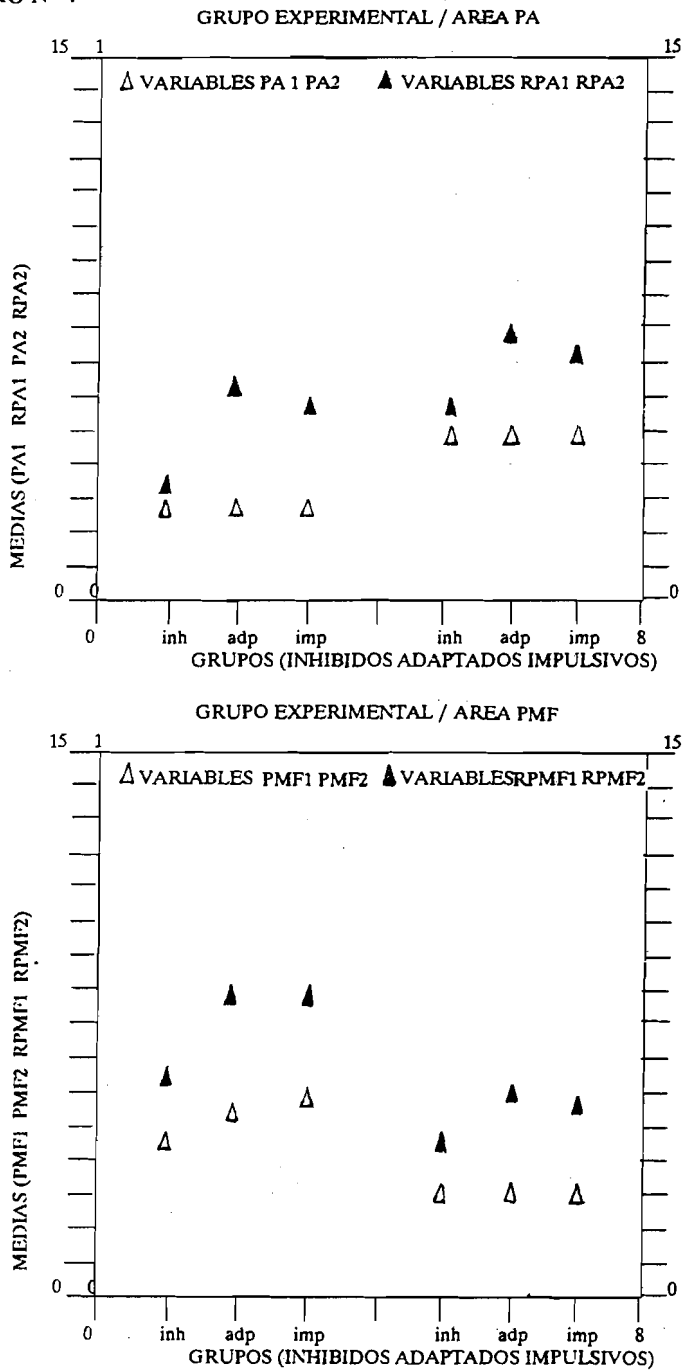 GRUPO EXPERIMENTAL / AREA PA
15 1 15
VARIABLES PA 1 PA2 VARIABLES RPA1 RPA2
MEDIAS (PA1 RPA1 PA2 RPA2)
0 0 0
0 inh adp imp inh adp imp 8
GRUPOS (INHIBIDOS ADAPTADOS IMPULSIVOS)
GRUPO EXPERIMENTAL / AREA PMF
15 1 15
VARIABLES PMF1 PMF2 VARIABLESRPMF1 RPMF2
MEDIAS (PMF1 PMF2 RPMF1 RPMF2)
0 0 0
0 inh adp imp inh adp imp 8
GRUPOS (INHIBIDOS ADAPTADOS IMPULSIVOS)